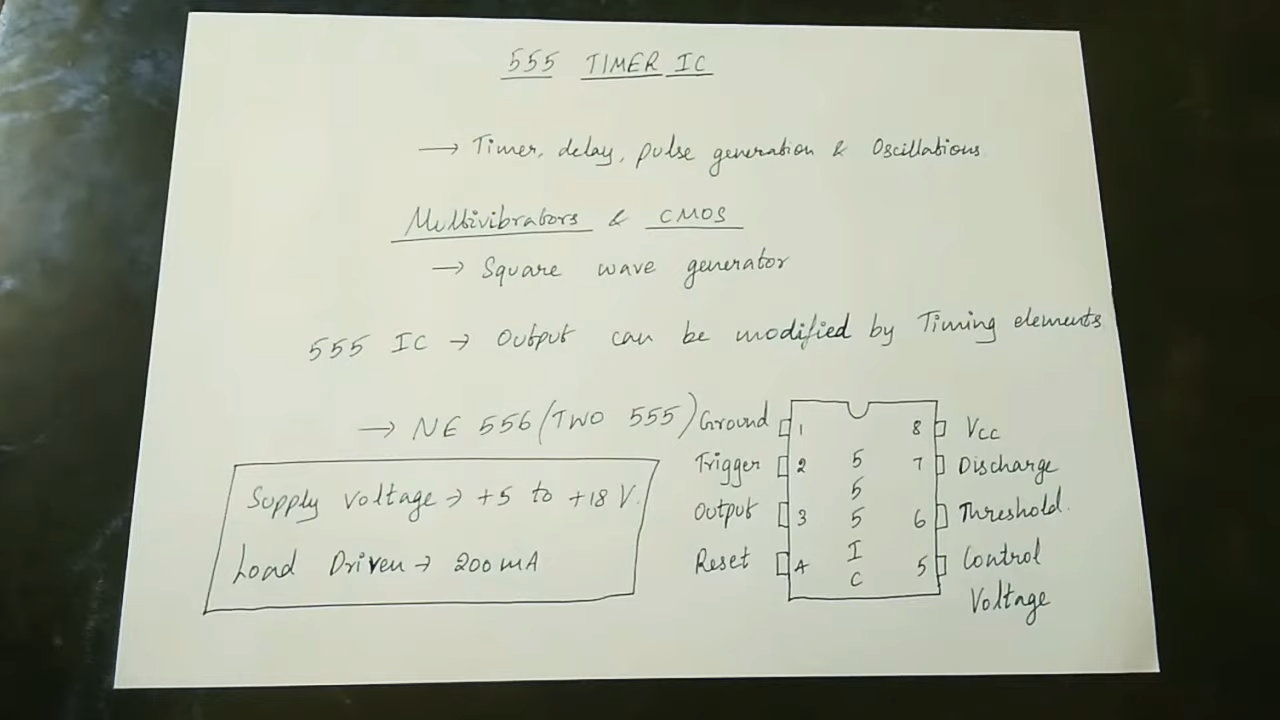 555 TIMER IC
→ Timer, delay, pulse generation & Oscillations
Multivibrators & CMOS
→ Square wave generator
555 IC → Output can be modified by Timing elements
→ NE 556 (TWO 555)
Supply Voltage → +5 to +18 V.
Load Driven → 200 mA
Ground 1 8 Vcc
Trigger 2 5 7 Discharge
5
Output 3 5 6 Threshold.
Reset 4 I 5 Control
C
Voltage